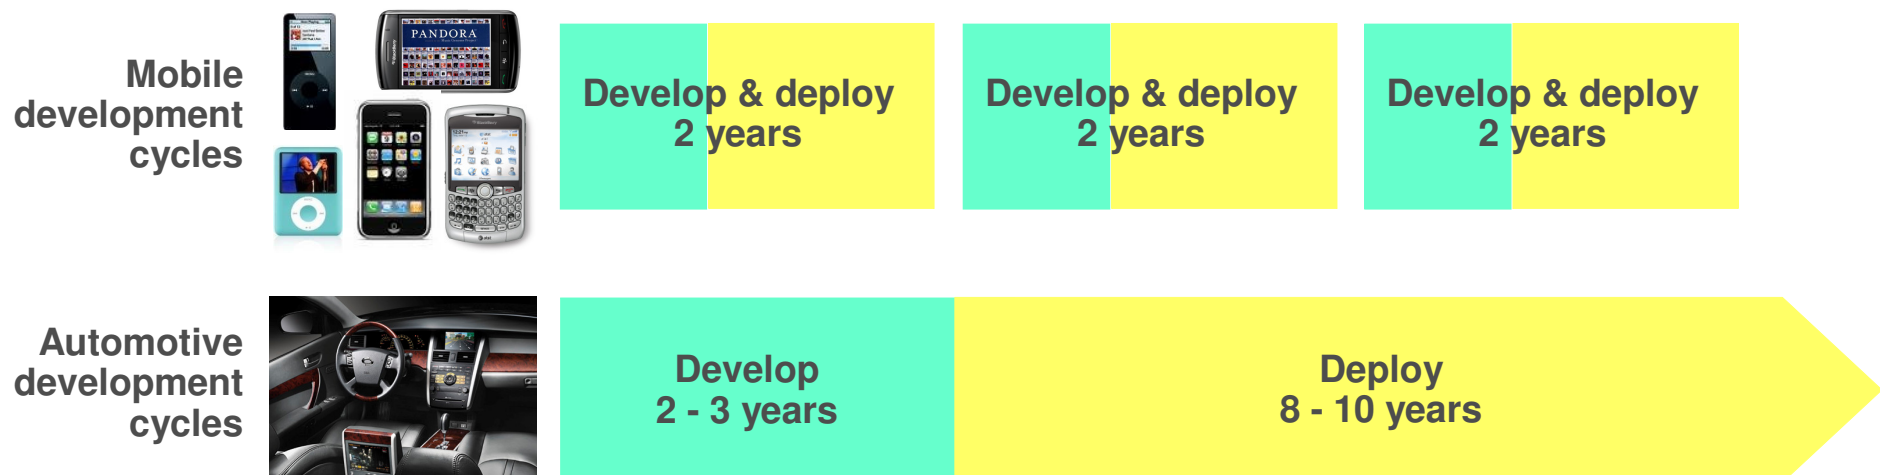 Mobile
development
cycles
PANDORA
Develop & deploy
2 years
Develop & deploy
2 years
Develop & deploy
2 years
Automotive
development
cycles
Develop
2 - 3 years
Deploy
8 - 10 years